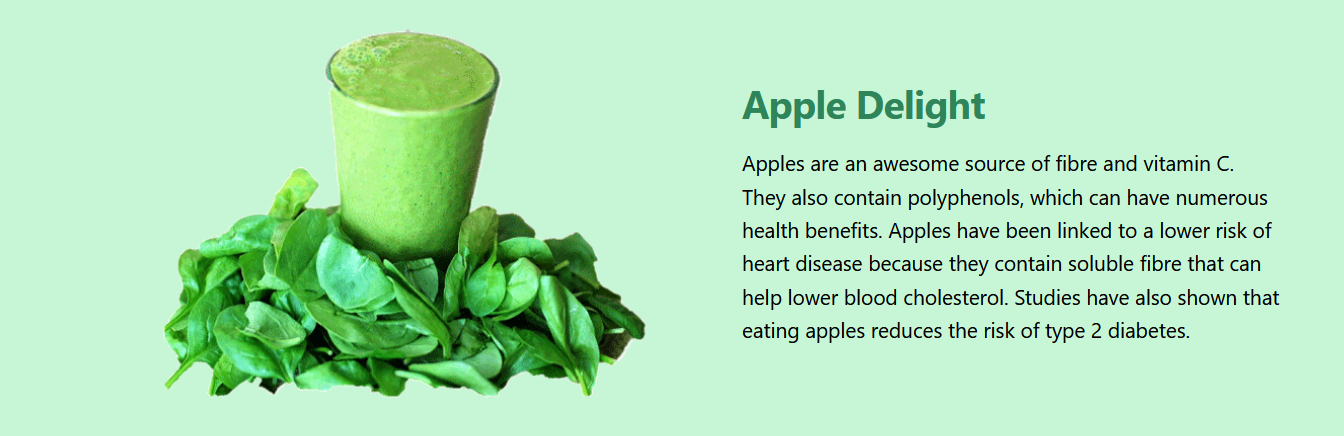 Apple Delight
Apples are an awesome source of fibre and vitamin C.
They also contain polyphenols, which can have numerous
health benefits. Apples have been linked to a lower risk of
heart disease because they contain soluble fibre that can
help lower blood cholesterol. Studies have also shown that
eating apples reduces the risk of type 2 diabetes.